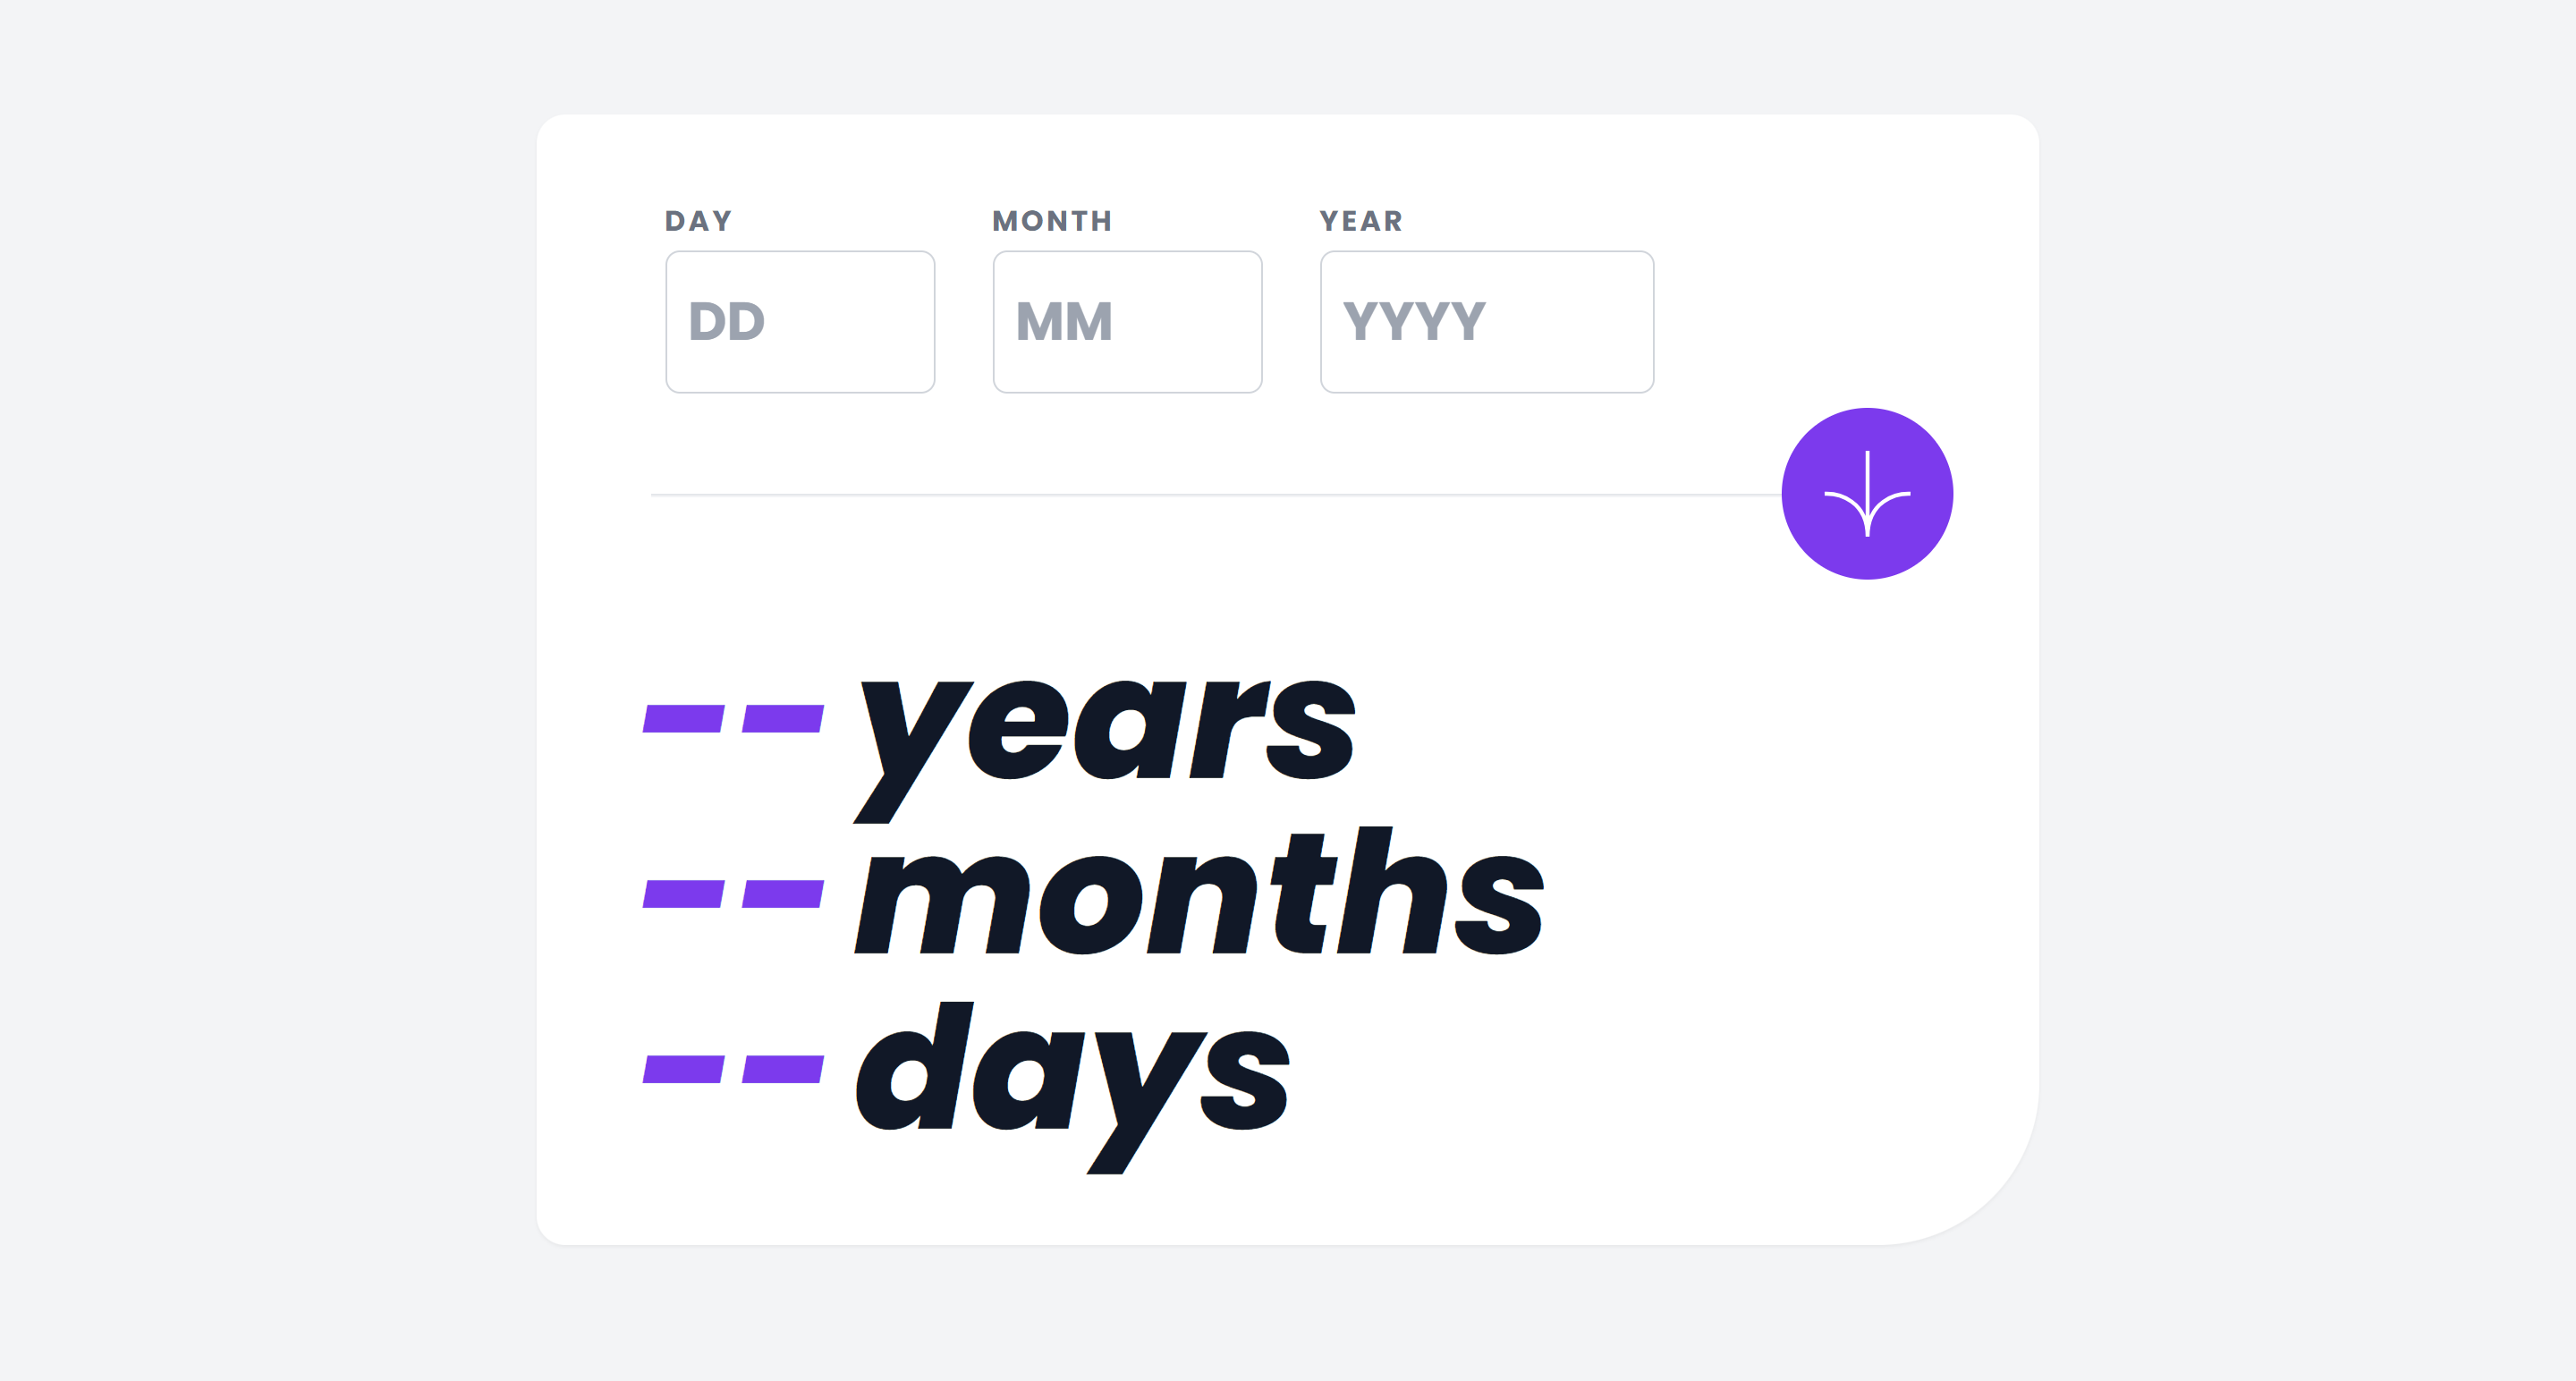 DAY MONTH YEAR
DD MM YYYY
-- years
-- months
-- days